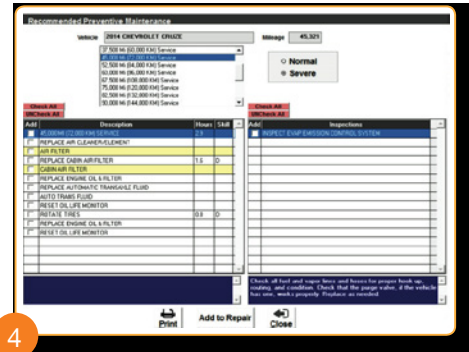 Recommended Preventive Maintenance
Vehicle 2014 CHEVROLET CRUZE Mileage 45,321
37,500 Mi (60,000 KM) Service
45,000 Mi (72,000 KM) Service
52,500 Mi (84,000 KM) Service
60,000 Mi (96,000 KM) Service
67,500 Mi (108,000 KM) Service
75,000 Mi (120,000 KM) Service
82,500 Mi (132,000 KM) Service
90,000 Mi (144,000 KM) Service
Normal
Severe
Check All
UNCheck All
Add Description Hours Skill
45,000 Mi (72,000 KM) SERVICE 2.9
REPLACE AIR CLEANER/ELEMENT
AIR FILTER
REPLACE CABIN AIR FILTER 1.6 D
CABIN AIR FILTER
REPLACE ENGINE OIL & FILTER
REPLACE AUTOMATIC TRANSAXLE FLUID
AUTO TRANS FLUID
RESET OIL LIFE MONITOR
ROTATE TIRES 0.8 D
REPLACE ENGINE OIL & FILTER
RESET OIL LIFE MONITOR
Check All
UNCheck All
Add Inspections
INSPECT EVAP EMISSION CONTROL SYSTEM
Check all fuel and vapor lines and hoses for proper hook up,
routing, and condition. Check that the purge valve, if the vehicle
has one, works properly. Replace as needed.
Print
Add to Repair
Close
4